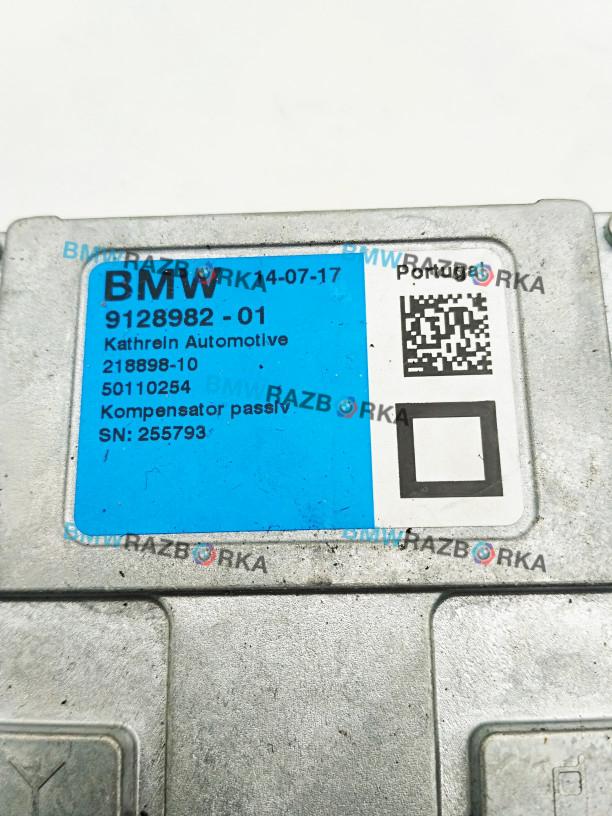 BMW 14-07-17 Portugal
9128982-01
Kathrein Automotive
218898-10
50110254
Kompensator passiv
SN: 255793
BMWRAZBORKA
BMWRAZBORKA
BMWRAZBORKA
BMWRAZBORKA
BMWRAZBORKA